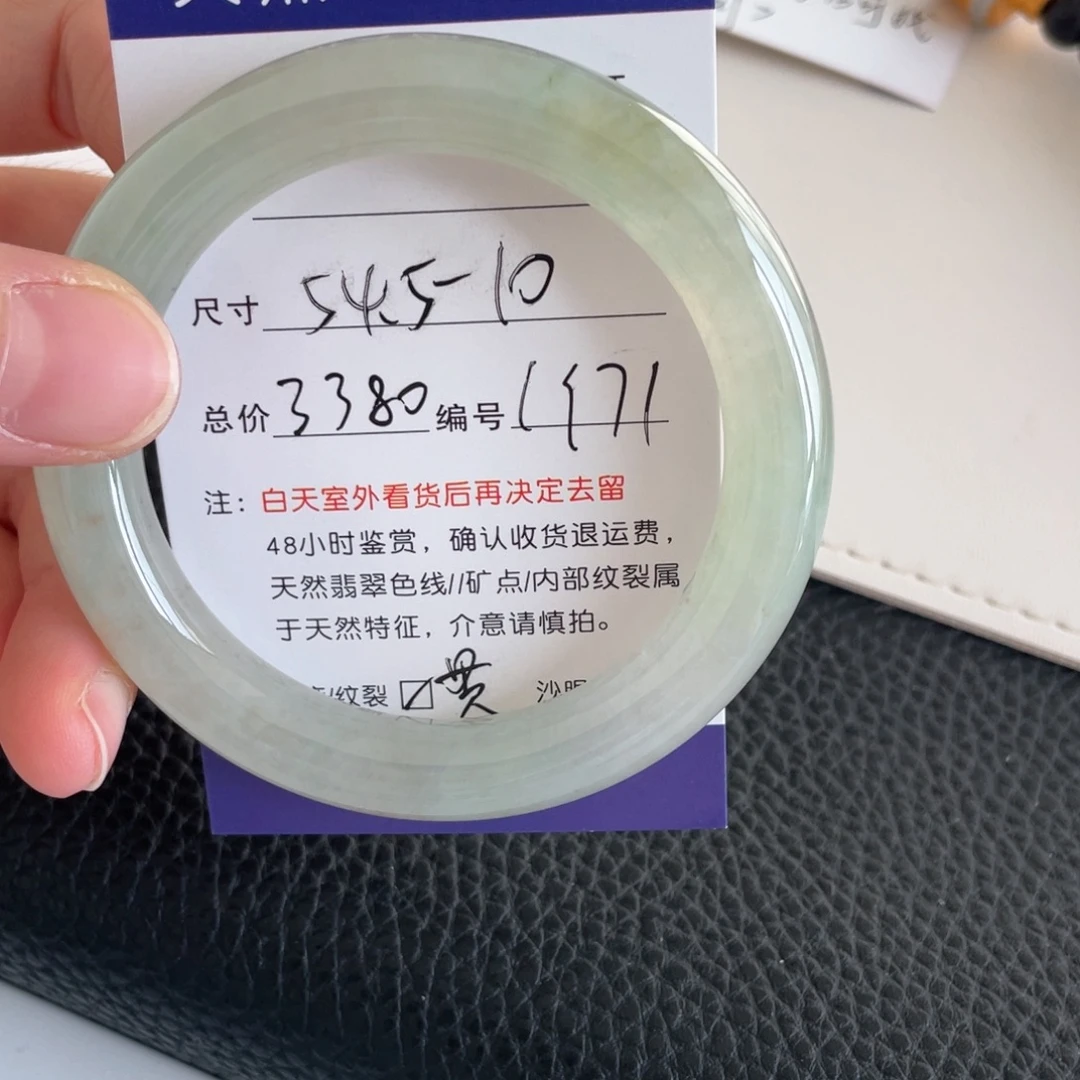 尺寸 54.5-10
总价 3380 编号 1971
注：白天室外看货后再决定去留
48小时鉴赏，确认收货退运费，
天然翡翠色线//矿点/内部纹裂属
于天然特征，介意请慎拍。
/纹裂 ☑ 贯